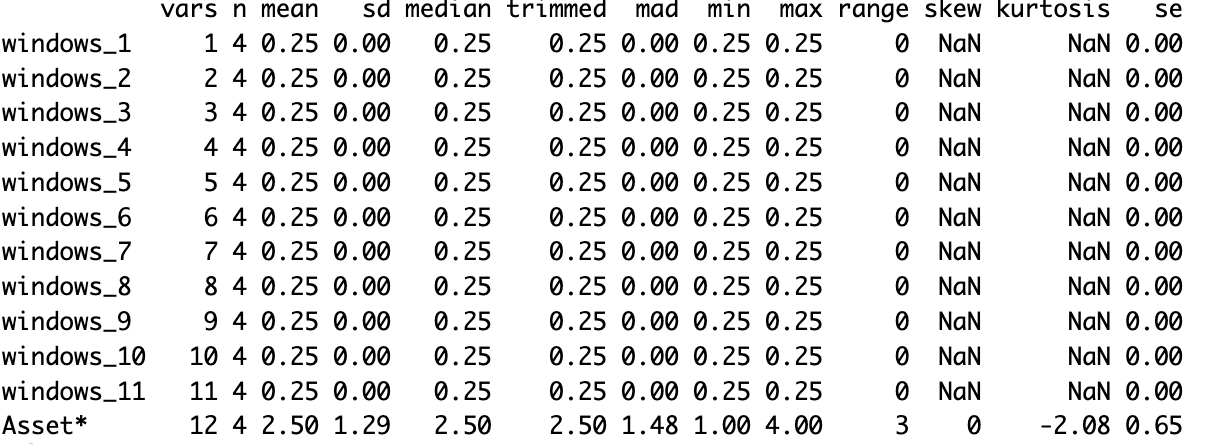 vars n mean sd median trimmed mad min max range skew kurtosis se
windows_1 1 4 0.25 0.00 0.25 0.25 0.00 0.25 0.25 0 NaN NaN 0.00
windows_2 2 4 0.25 0.00 0.25 0.25 0.00 0.25 0.25 0 NaN NaN 0.00
windows_3 3 4 0.25 0.00 0.25 0.25 0.00 0.25 0.25 0 NaN NaN 0.00
windows_4 4 4 0.25 0.00 0.25 0.25 0.00 0.25 0.25 0 NaN NaN 0.00
windows_5 5 4 0.25 0.00 0.25 0.25 0.00 0.25 0.25 0 NaN NaN 0.00
windows_6 6 4 0.25 0.00 0.25 0.25 0.00 0.25 0.25 0 NaN NaN 0.00
windows_7 7 4 0.25 0.00 0.25 0.25 0.00 0.25 0.25 0 NaN NaN 0.00
windows_8 8 4 0.25 0.00 0.25 0.25 0.00 0.25 0.25 0 NaN NaN 0.00
windows_9 9 4 0.25 0.00 0.25 0.25 0.00 0.25 0.25 0 NaN NaN 0.00
windows_10 10 4 0.25 0.00 0.25 0.25 0.00 0.25 0.25 0 NaN NaN 0.00
windows_11 11 4 0.25 0.00 0.25 0.25 0.00 0.25 0.25 0 NaN NaN 0.00
Asset* 12 4 2.50 1.29 2.50 2.50 1.48 1.00 4.00 3 0 -2.08 0.65